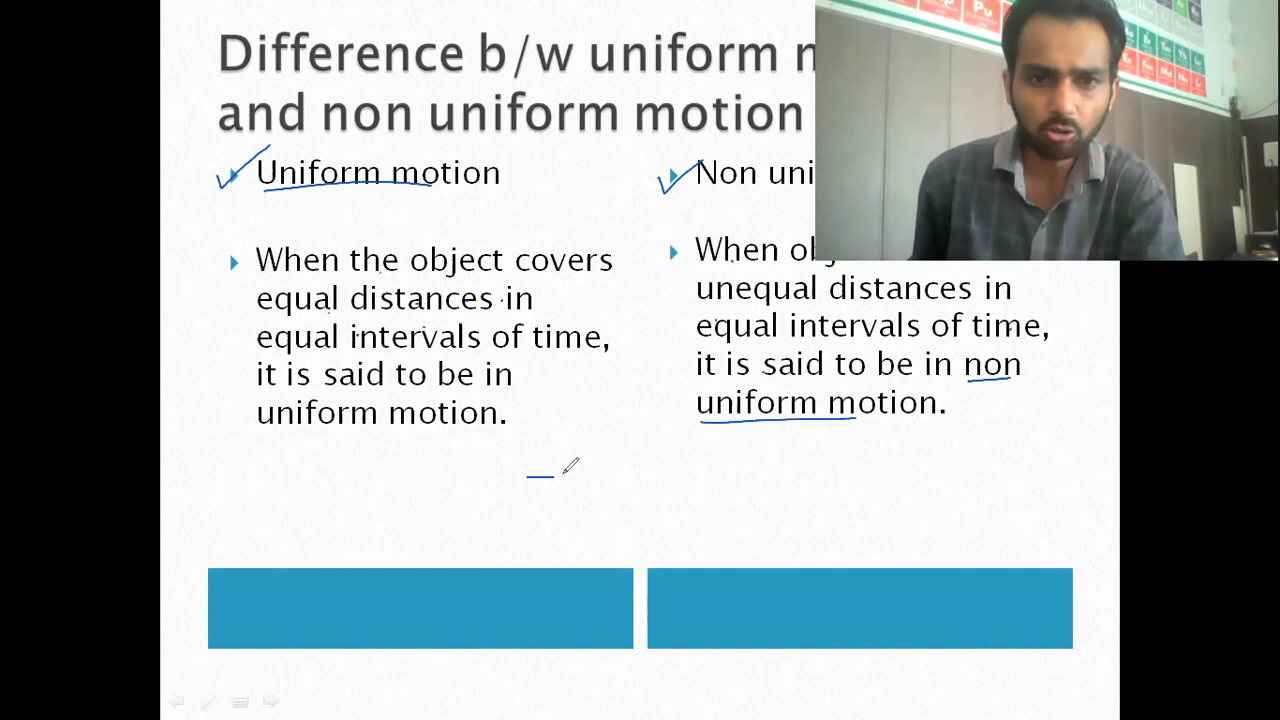 Difference b/w uniform
and non uniform motion
Uniform motion
When the object covers
equal distances in
equal intervals of time,
it is said to be in
uniform motion.
Non
When
unequal distances in
equal intervals of time,
it is said to be in non
uniform motion.
Pu